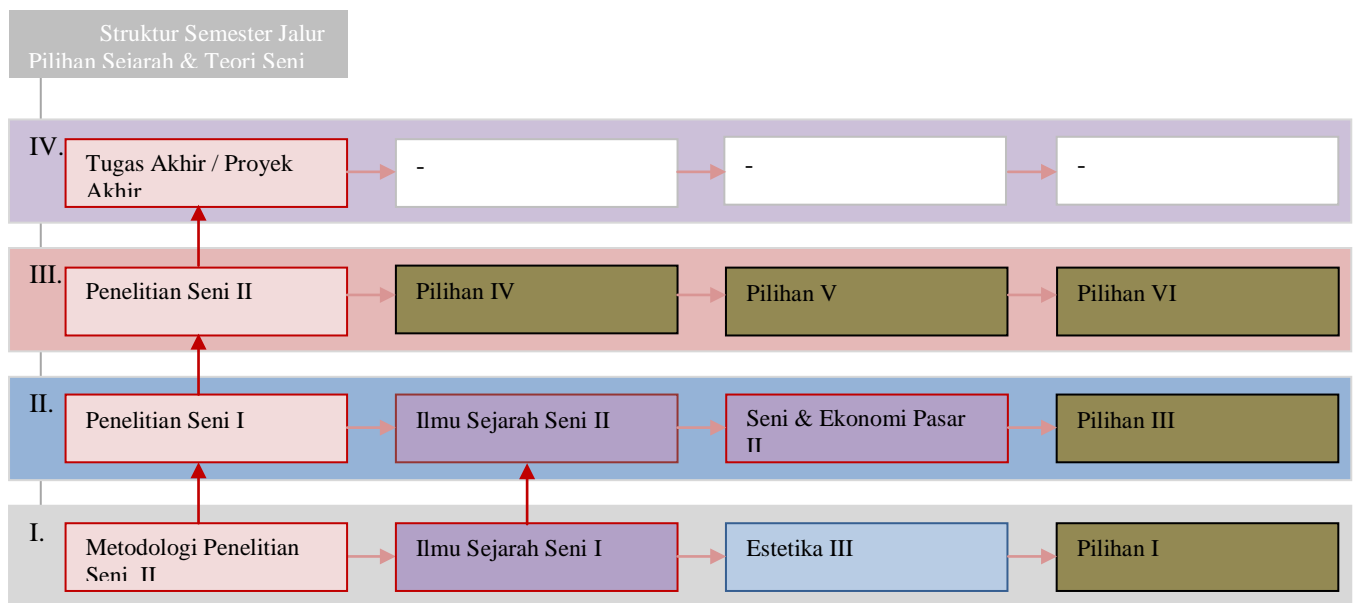 Struktur Semester Jalur
Pilihan Sejarah & Teori Seni
IV.
Tugas Akhir / Proyek
Akhir
-
-
-
III.
Penelitian Seni II
Pilihan IV
Pilihan V
Pilihan VI
II.
Penelitian Seni I
Ilmu Sejarah Seni II
Seni & Ekonomi Pasar
II
Pilihan III
I.
Metodologi Penelitian
Seni II
Ilmu Sejarah Seni I
Estetika III
Pilihan I